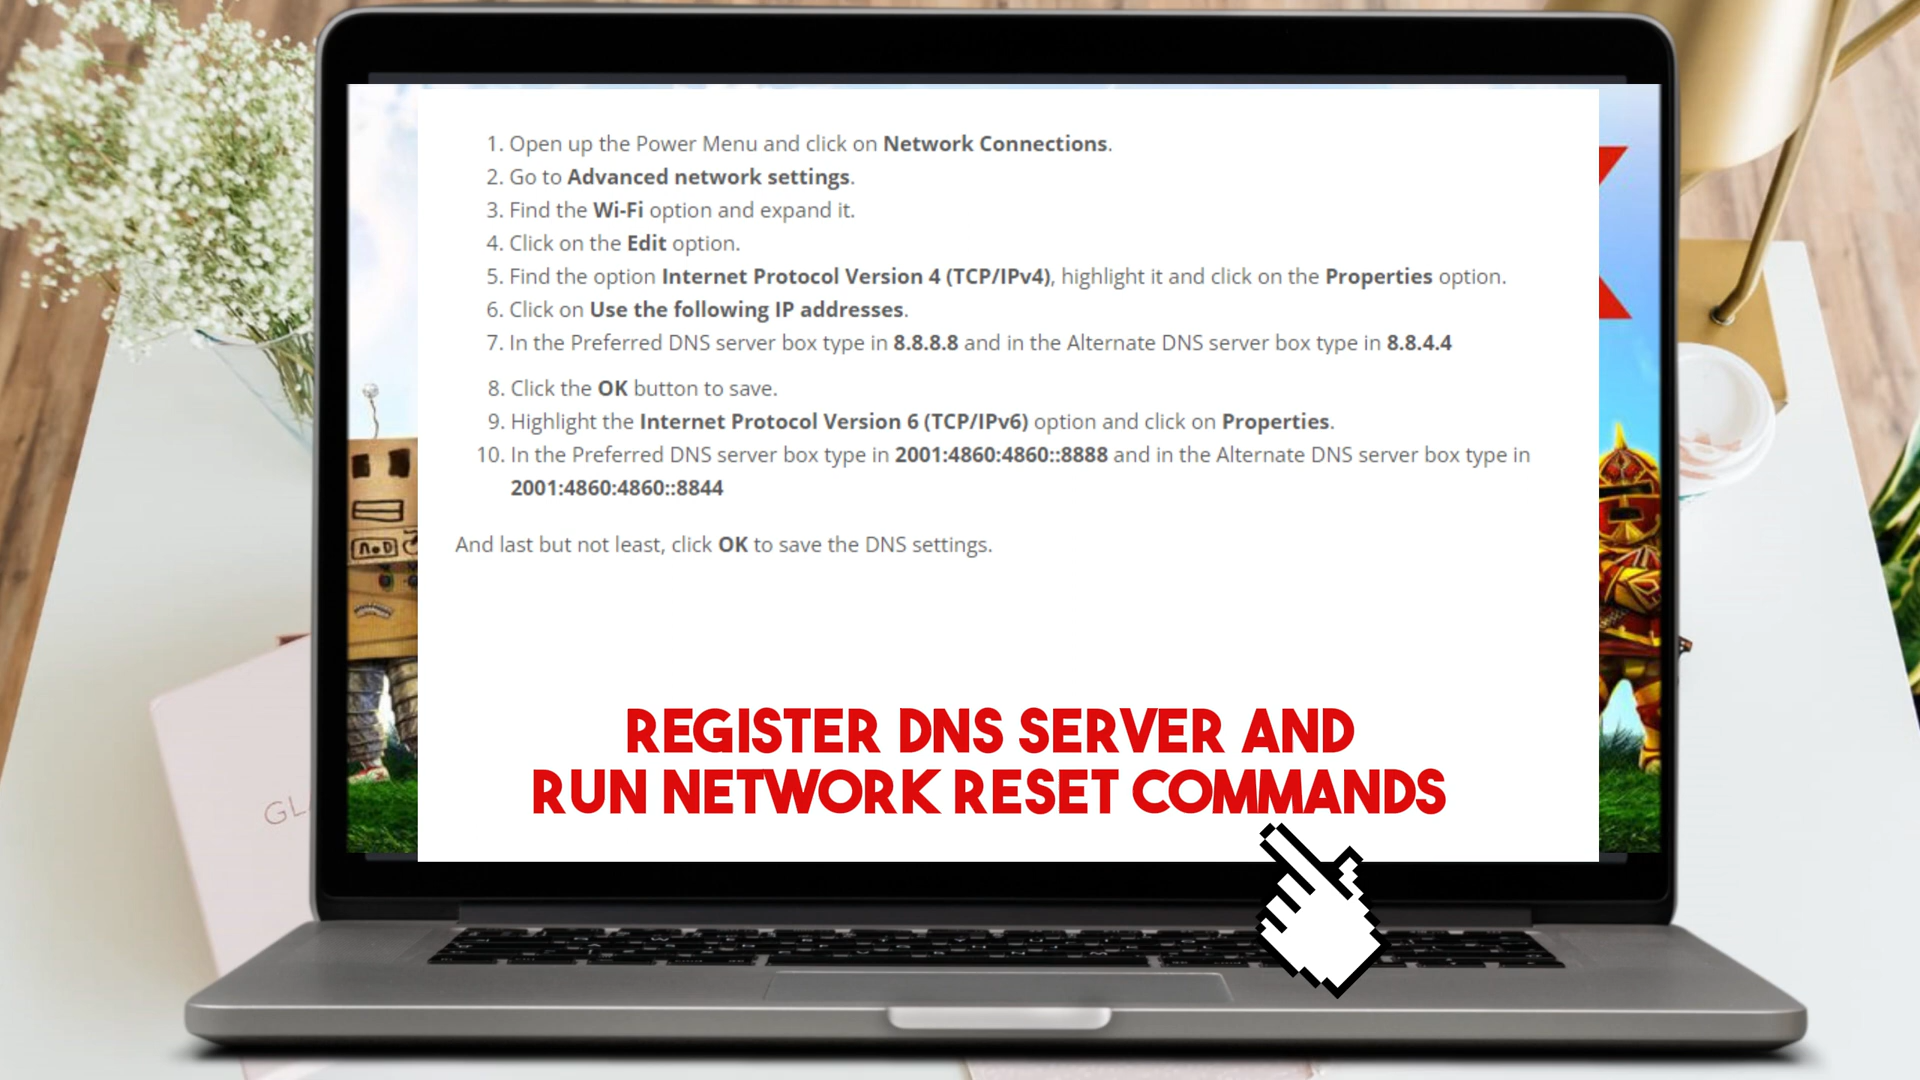 1. Open up the Power Menu and click on Network Connections.
2. Go to Advanced network settings.
3. Find the Wi-Fi option and expand it.
4. Click on the Edit option.
5. Find the option Internet Protocol Version 4 (TCP/IPv4), highlight it and click on the Properties option.
6. Click on Use the following IP addresses.
7. In the Preferred DNS server box type in 8.8.8.8 and in the Alternate DNS server box type in 8.8.4.4
8. Click the OK button to save.
9. Highlight the Internet Protocol Version 6 (TCP/IPv6) option and click on Properties.
10. In the Preferred DNS server box type in 2001:4860:4860::8888 and in the Alternate DNS server box type in
2001:4860:4860::8844
And last but not least, click OK to save the DNS settings.
REGISTER DNS SERVER AND
RUN NETWORK RESET COMMANDS